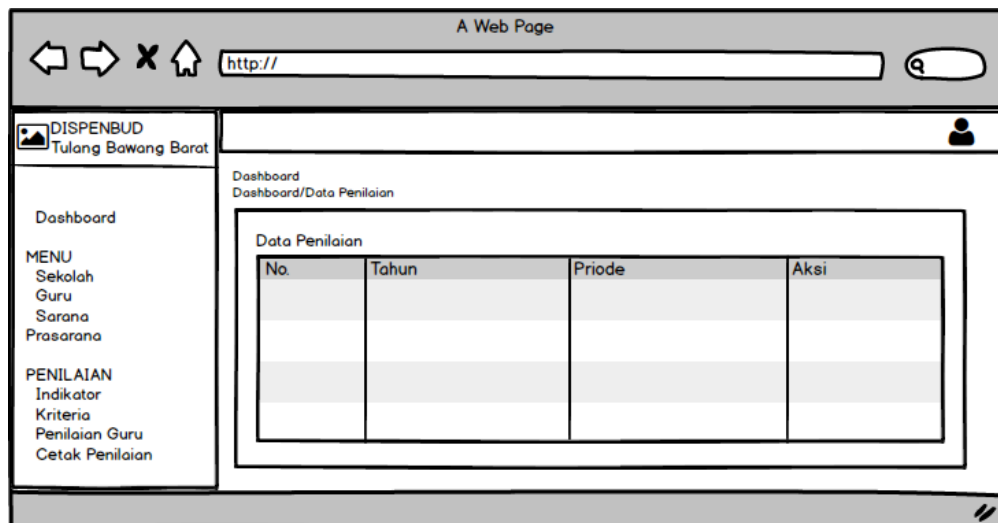 A Web Page
http://
DISPENBUD
Tulang Bawang Barat
Dashboard
MENU
Sekolah
Guru
Sarana
Prasarana
PENILAIAN
Indikator
Kriteria
Penilaian Guru
Cetak Penilaian
Dashboard
Dashboard/Data Penilaian
Data Penilaian
No. Tahun Priode Aksi